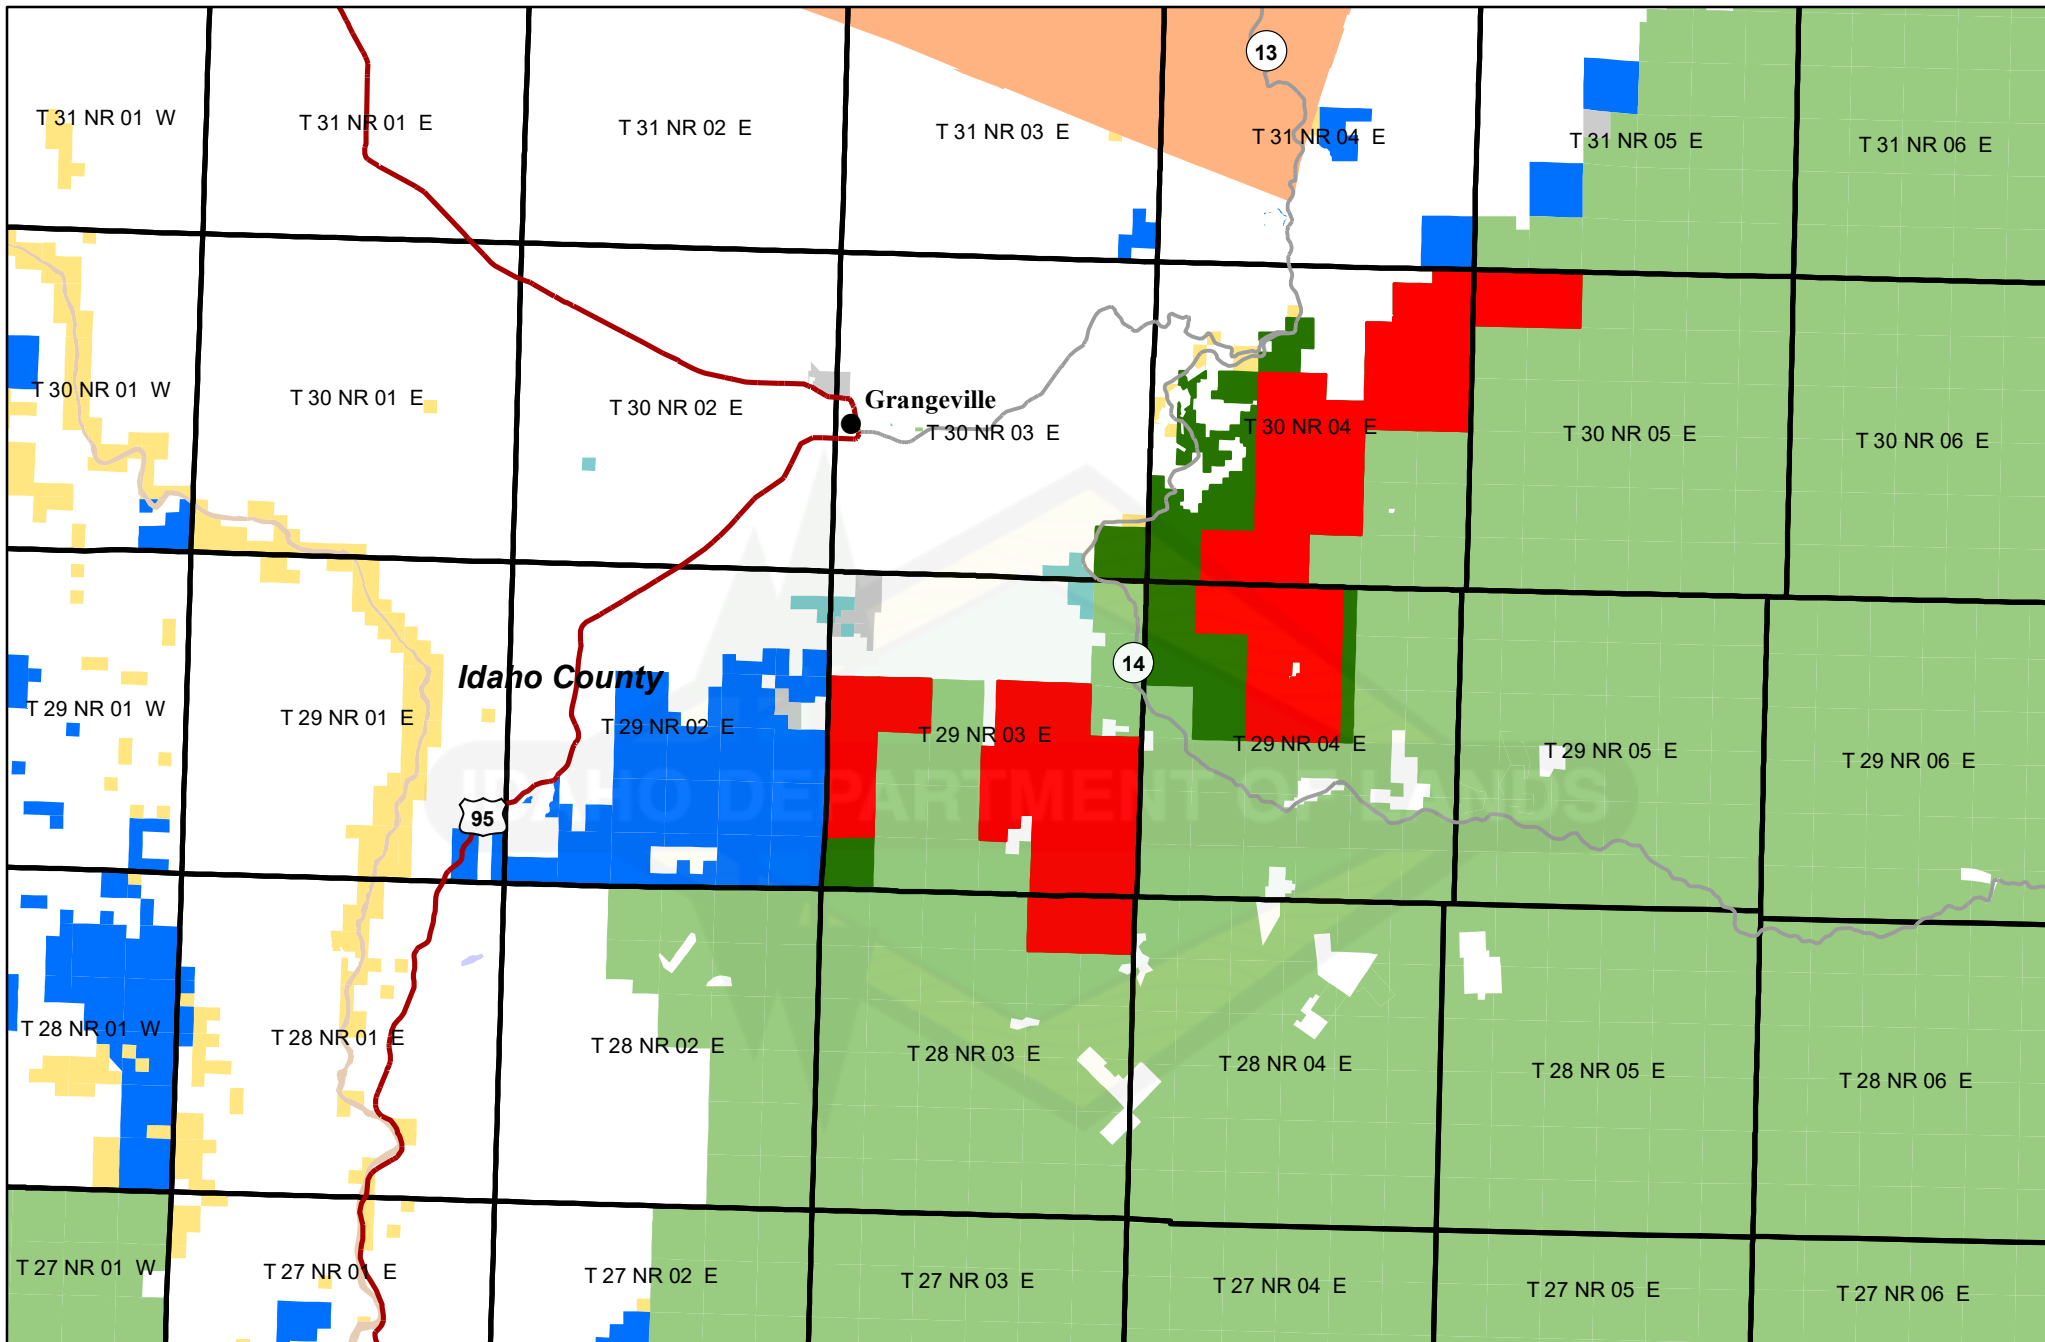 13
T 31 NR 01 W
T 31 NR 01 E
T 31 NR 02 E
T 31 NR 03 E
T 31 NR 04 E
T 31 NR 05 E
T 31 NR 06 E
T 30 NR 01 W
T 30 NR 01 E
T 30 NR 02 E
Grangeville
T 30 NR 03 E
T 30 NR 04 E
T 30 NR 05 E
T 30 NR 06 E
14
Idaho County
T 29 NR 01 W
T 29 NR 01 E
T 29 NR 02 E
T 29 NR 03 E
T 29 NR 04 E
T 29 NR 05 E
T 29 NR 06 E
IDAHO DEPARTMENT OF LANDS
95
T 28 NR 01 W
T 28 NR 01 E
T 28 NR 02 E
T 28 NR 03 E
T 28 NR 04 E
T 28 NR 05 E
T 28 NR 06 E
T 27 NR 01 W
T 27 NR 01 E
T 27 NR 02 E
T 27 NR 03 E
T 27 NR 04 E
T 27 NR 05 E
T 27 NR 06 E